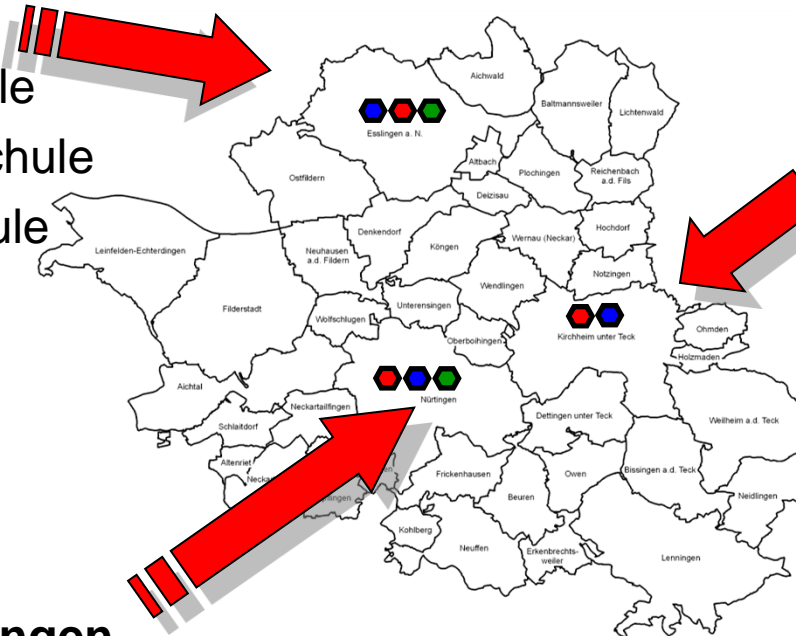 le
chule
ule
Aichwald
Baltmannsweiler
Lichtenwald
Esslingen a. N.
Altbach
Plochingen
Reichenbach
a.d. Fils
Ostfildern
Deizisau
Denkendorf
Hochdorf
Leinfelden-Echterdingen
Neuhausen
a.d. Fildern
Köngen
Wernau (Neckar)
Notzingen
Wendlingen
Filderstadt
Unterensingen
Wolfschlugen
Ohmden
Kirchheim unter Teck
Oberboihingen
Holzmaden
Aichtal
Nürtingen
Neckartailfingen
Dettingen unter Teck
Weilheim a.d. Teck
Schlaitdorf
Altenriet
Frickenhausen
Owen
Bissingen a.d. Teck
Neidlingen
Beuren
Kohlberg
Neuffen
Erkenbrechts-
weiler
Lenningen
ngen